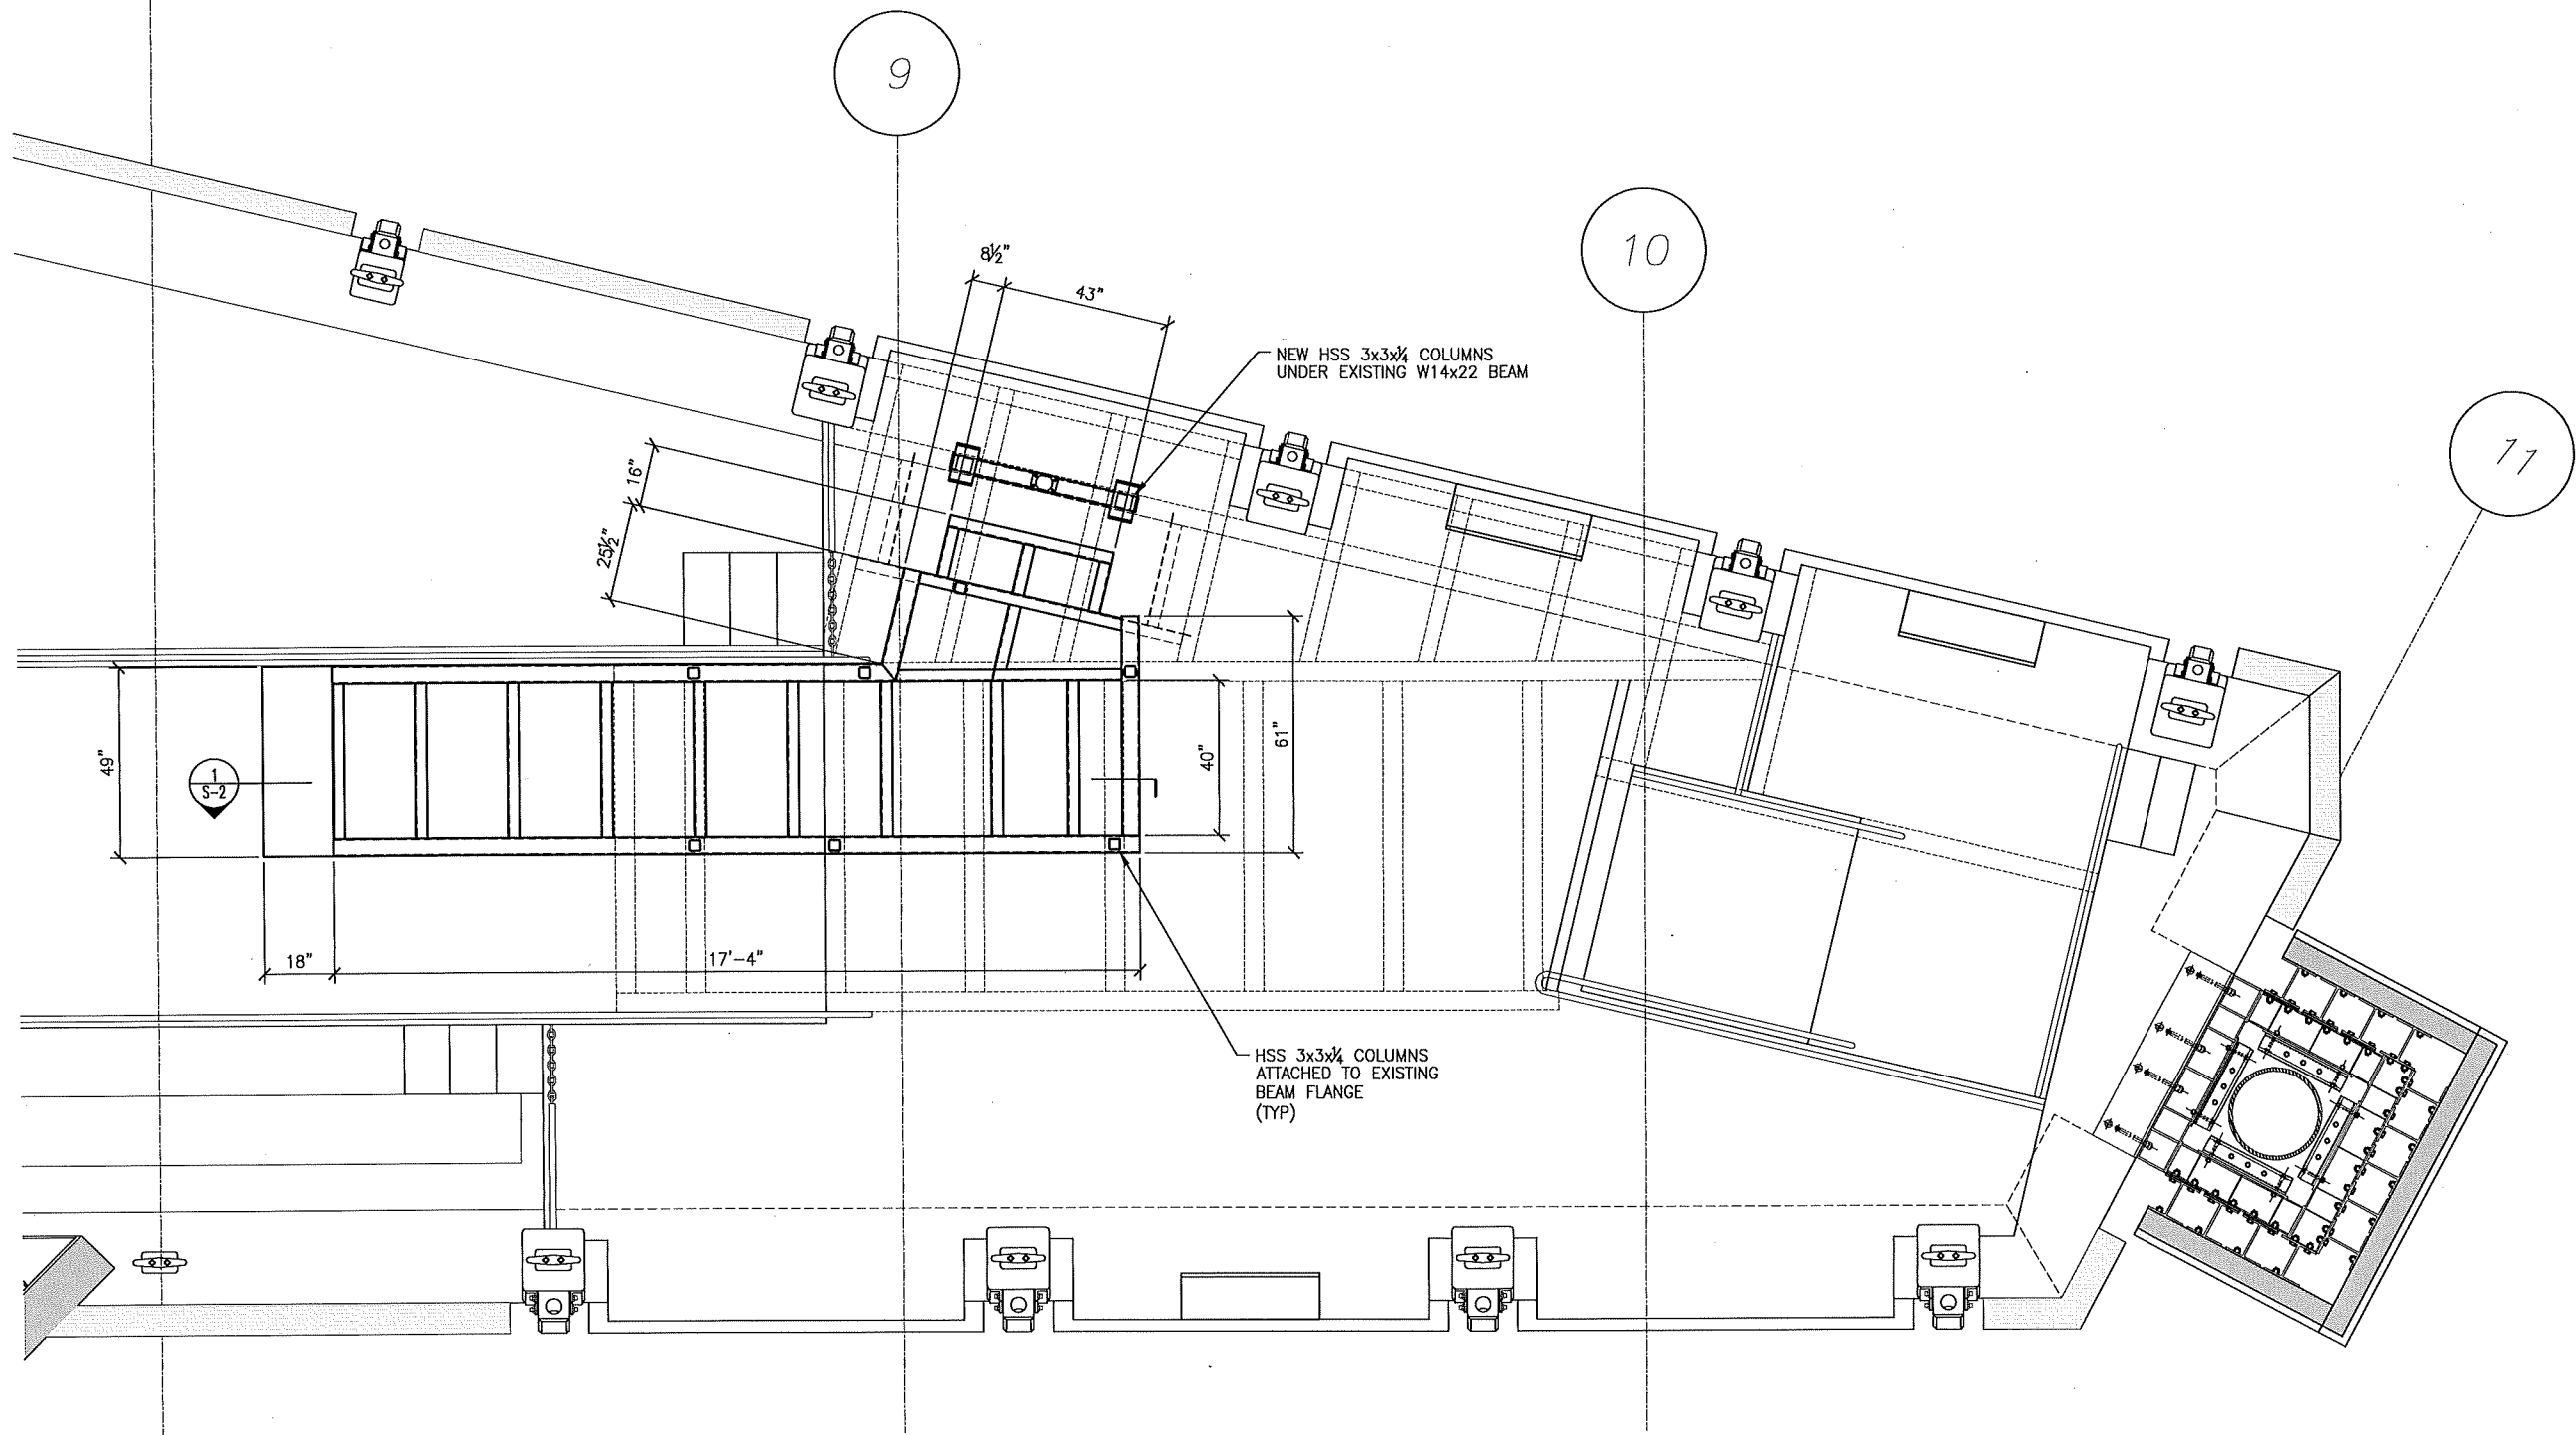 9
10
11
8½"
43"
NEW HSS 3x3x¼ COLUMNS
UNDER EXISTING W14x22 BEAM
16"
25½"
49"
1
S-2
40"
61"
18"
17'-4"
HSS 3x3x¼ COLUMNS
ATTACHED TO EXISTING
BEAM FLANGE
(TYP)